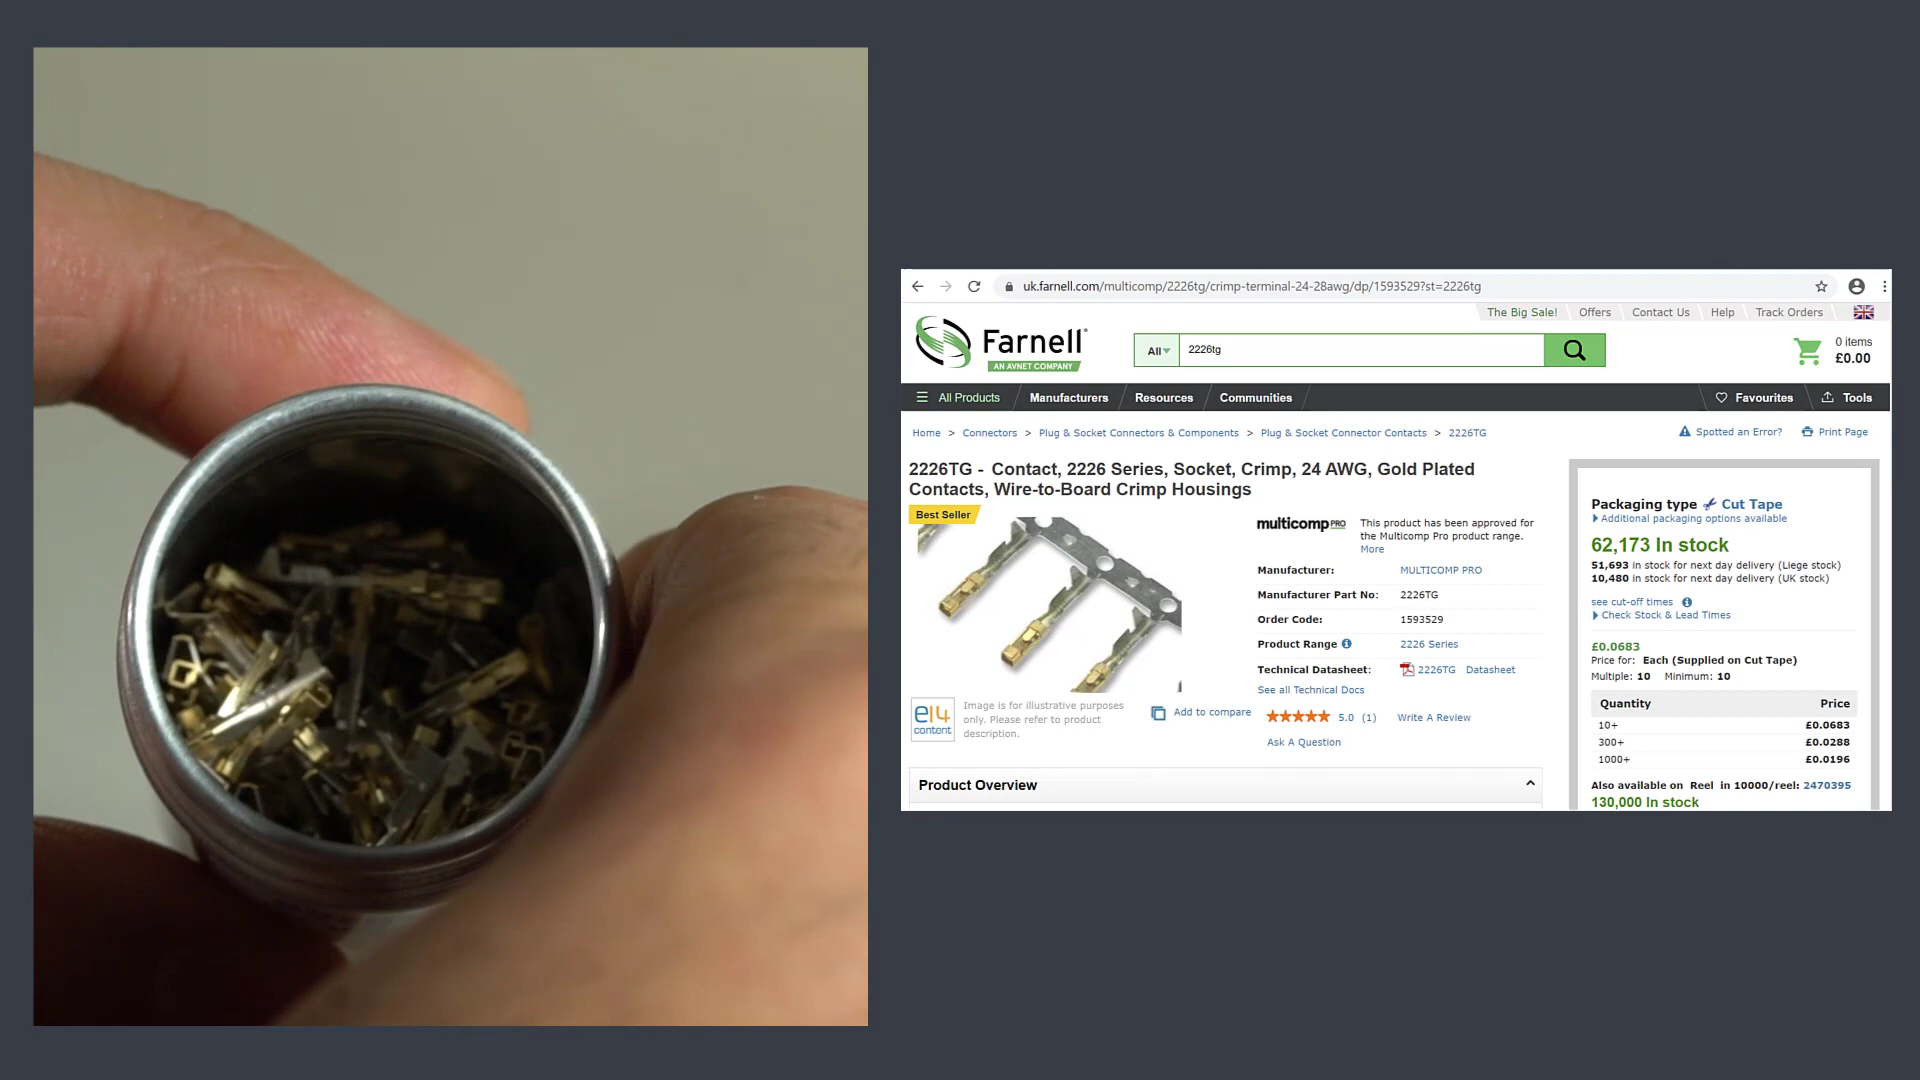 uk.farnell.com/multicomp/2226tg/crimp-terminal-24-28awg/dp/1593529?st=2226tg
The Big Sale! Offers Contact Us Help Track Orders
Farnell
AN AVNET COMPANY
All
2226tg
0 items
£0.00
All Products Manufacturers Resources Communities Favourites Tools
Home > Connectors > Plug & Socket Connectors & Components > Plug & Socket Connector Contacts > 2226TG
Spotted an Error? Print Page
2226TG - Contact, 2226 Series, Socket, Crimp, 24 AWG, Gold Plated
Contacts, Wire-to-Board Crimp Housings
Best Seller
e14
content
Image is for illustrative purposes
only. Please refer to product
description.
Add to compare
multicomp PRO
This product has been approved for
the Multicomp Pro product range.
More
Manufacturer: MULTICOMP PRO
Manufacturer Part No: 2226TG
Order Code: 1593529
Product Range 2226 Series
Technical Datasheet: 2226TG Datasheet
See all Technical Docs
5.0 (1) Write A Review
Ask A Question
Product Overview
Packaging type Cut Tape
Additional packaging options available
62,173 In stock
51,693 in stock for next day delivery (Liege stock)
10,480 in stock for next day delivery (UK stock)
see cut-off times
Check Stock & Lead Times
£0.0683
Price for: Each (Supplied on Cut Tape)
Multiple: 10 Minimum: 10
Quantity Price
10+ £0.0683
300+ £0.0288
1000+ £0.0196
Also available on Reel in 10000/reel: 2470395
130,000 In stock